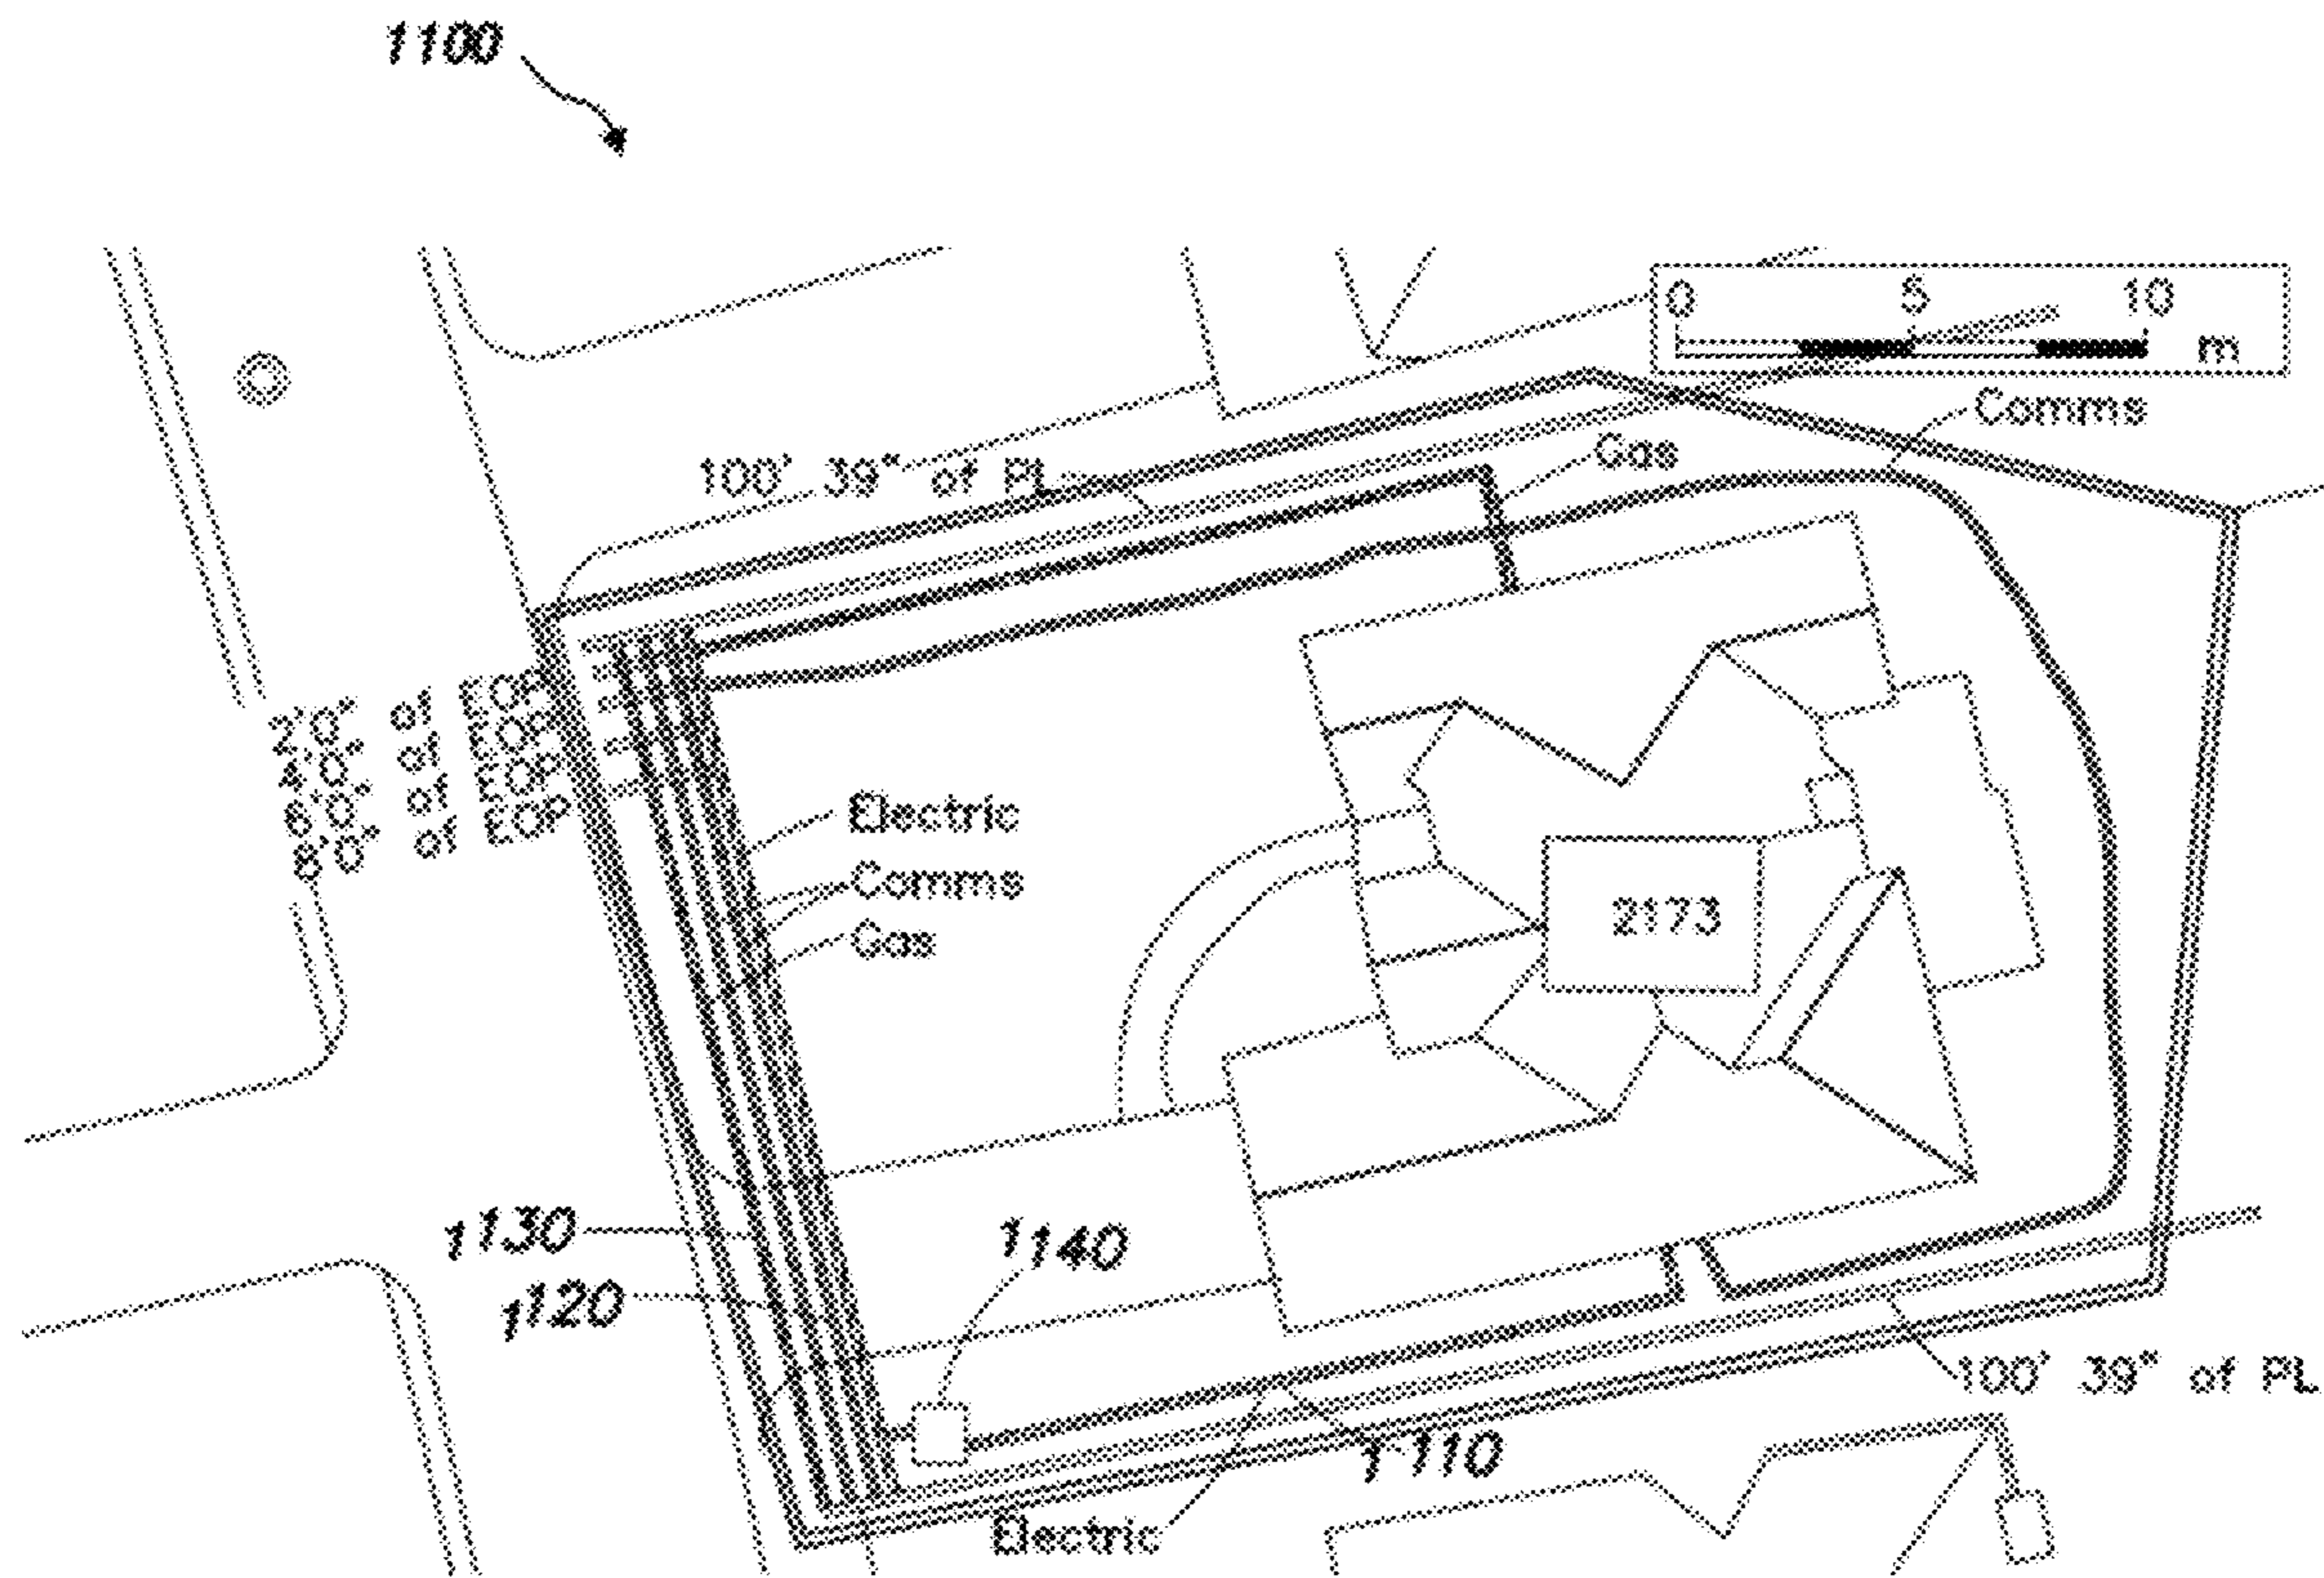 1100
0 5 10
m
Comms
Gas
100' 39" of PL
2'0" of EOP
4'0" of EOP
6'0" of EOP
8'0" of EOP
Electric
Comms
Gas
2173
1130
1140
1120
100' 39" of PL
1110
Electric